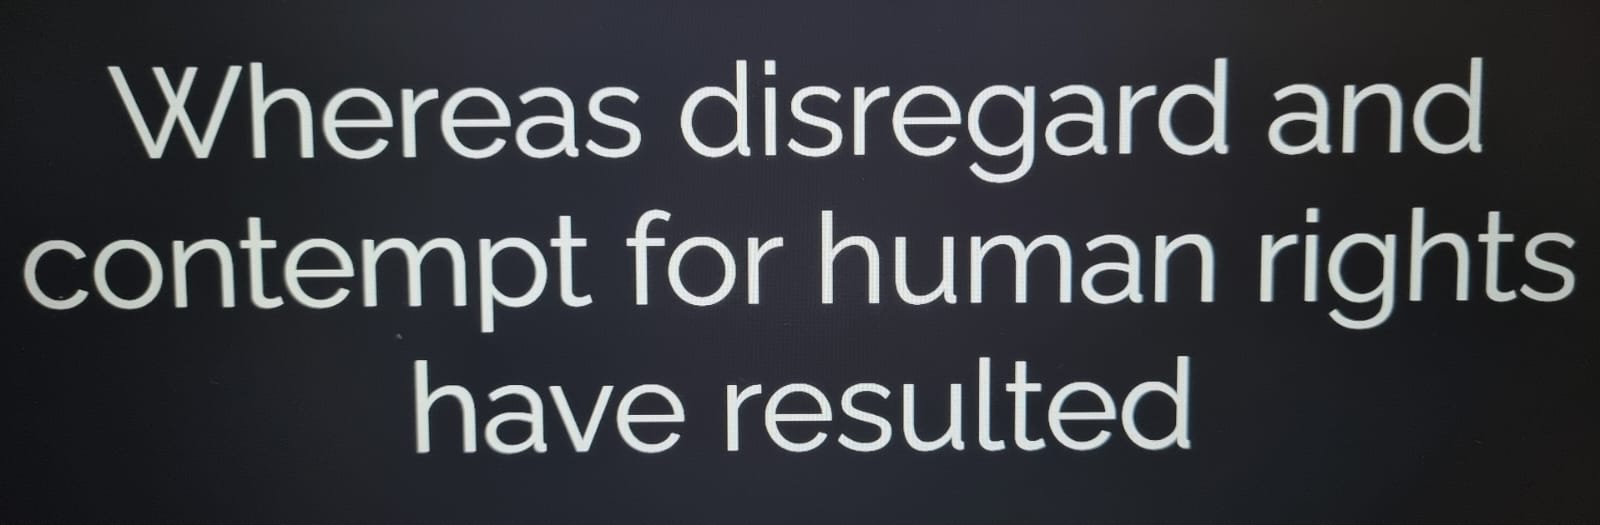 Whereas disregard and
contempt for human rights
have resulted